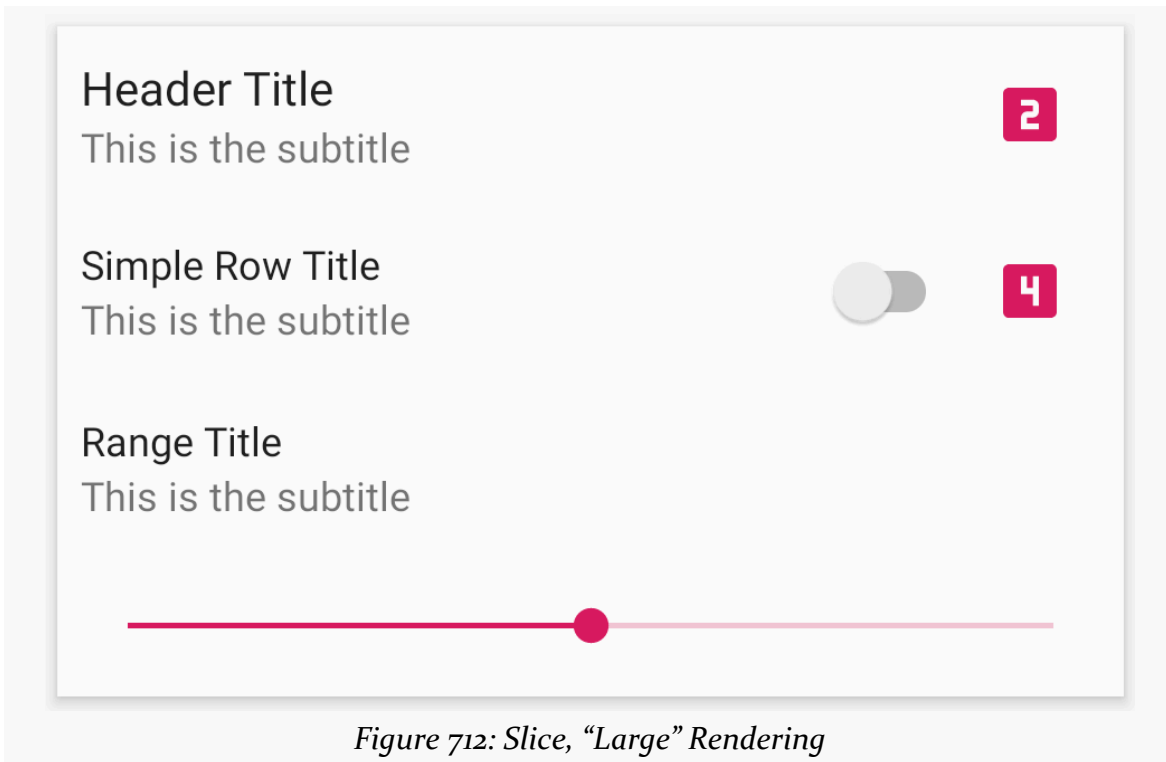 Header Title
2
This is the subtitle
Simple Row Title
4
This is the subtitle
Range Title
This is the subtitle
Figure 712: Slice, “Large” Rendering